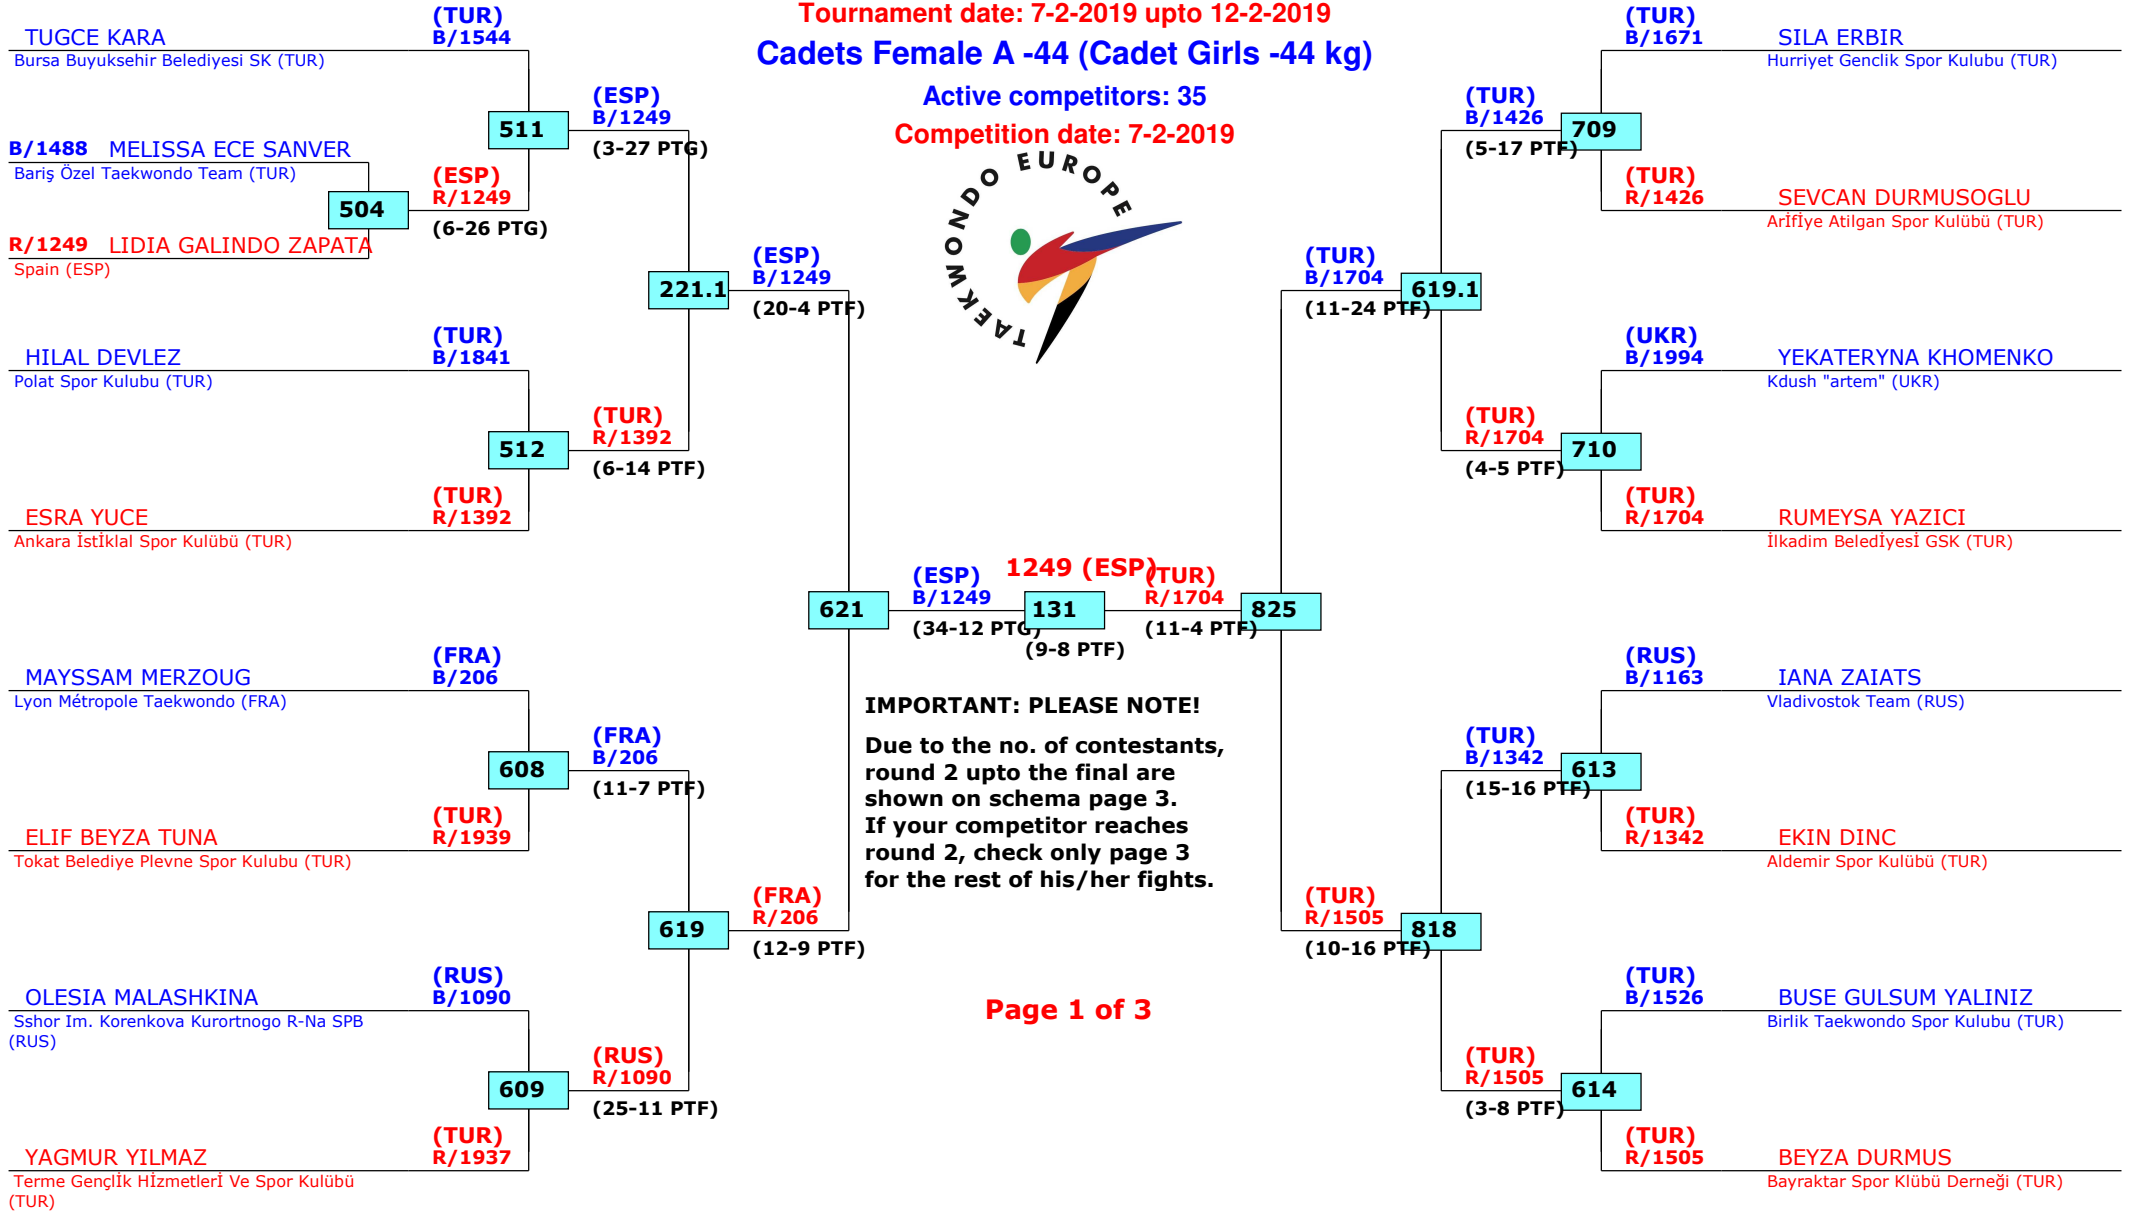 Tournament date: 7-2-2019 upto 12-2-2019
Cadets Female A -44 (Cadet Girls -44 kg)
Active competitors: 35
Competition date: 7-2-2019
TAEKWONDO EUROPE
TUGCE KARA
Bursa Buyuksehir Belediyesi SK (TUR)
(TUR)
B/1544
B/1488 MELISSA ECE SANVER
Bariş Özel Taekwondo Team (TUR)
504
R/1249 LIDIA GALINDO ZAPATA
Spain (ESP)
(ESP)
R/1249
(6-26 PTG)
511
(ESP)
B/1249
(3-27 PTG)
HILAL DEVLEZ
Polat Spor Kulubu (TUR)
(TUR)
B/1841
512
ESRA YUCE
Ankara İstİklal Spor Kulübü (TUR)
(TUR)
R/1392
(TUR)
R/1392
(6-14 PTF)
221.1
(ESP)
B/1249
(20-4 PTF)
MAYSSAM MERZOUG
Lyon Métropole Taekwondo (FRA)
(FRA)
B/206
608
ELIF BEYZA TUNA
Tokat Belediye Plevne Spor Kulubu (TUR)
(TUR)
R/1939
(FRA)
B/206
(11-7 PTF)
OLESIA MALASHKINA
Sshor Im. Korenkova Kurortnogo R-Na SPB
(RUS)
(RUS)
B/1090
609
YAGMUR YILMAZ
Terme Gençlİk Hİzmetlerİ Ve Spor Kulübü
(TUR)
(TUR)
R/1937
(RUS)
R/1090
(25-11 PTF)
619
(FRA)
R/206
(12-9 PTF)
621
(ESP)
B/1249
(34-12 PTG)
1249 (ESP)
131
(9-8 PTF)
(TUR)
R/1704
(11-4 PTF)
825
IMPORTANT: PLEASE NOTE!
Due to the no. of contestants,
round 2 upto the final are
shown on schema page 3.
If your competitor reaches
round 2, check only page 3
for the rest of his/her fights.
Page 1 of 3
(TUR)
B/1704
(11-24 PTF)
619.1
(TUR)
B/1426
(5-17 PTF)
709
(TUR)
B/1671
SILA ERBIR
Hurriyet Genclik Spor Kulubu (TUR)
(TUR)
R/1426
SEVCAN DURMUSOGLU
Arİfİye Atilgan Spor Kulübü (TUR)
(TUR)
R/1704
(4-5 PTF)
710
(UKR)
B/1994
YEKATERYNA KHOMENKO
Kdush "artem" (UKR)
(TUR)
R/1704
RUMEYSA YAZICI
İlkadim Beledİyesİ GSK (TUR)
(TUR)
R/1505
(10-16 PTF)
818
(TUR)
B/1342
(15-16 PTF)
613
(RUS)
B/1163
IANA ZAIATS
Vladivostok Team (RUS)
(TUR)
R/1342
EKIN DINC
Aldemir Spor Kulübü (TUR)
(TUR)
R/1505
(3-8 PTF)
614
(TUR)
B/1526
BUSE GULSUM YALINIZ
Birlik Taekwondo Spor Kulubu (TUR)
(TUR)
R/1505
BEYZA DURMUS
Bayraktar Spor Klübü Derneği (TUR)